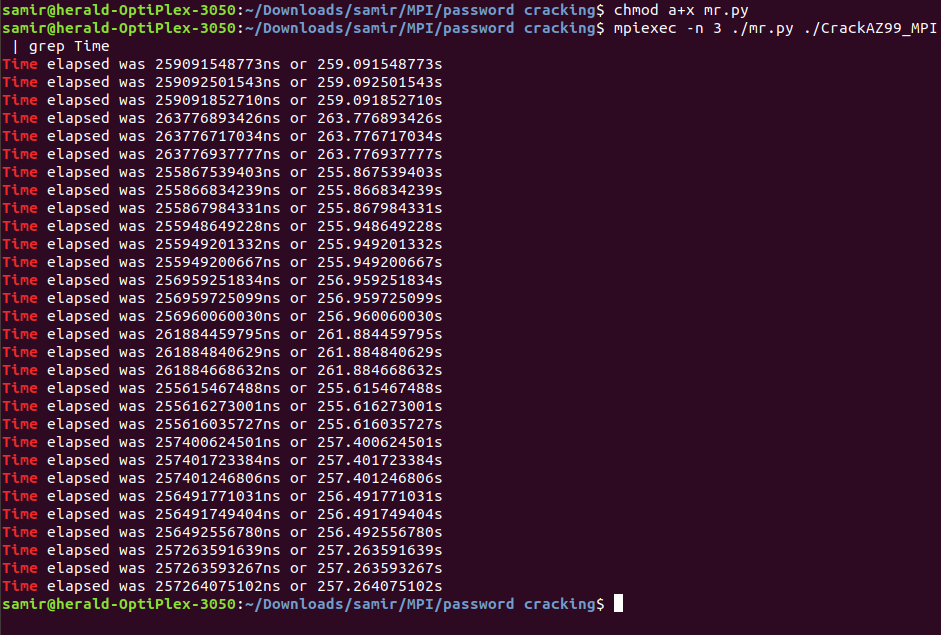 samir@herald-OptiPlex-3050:~/Downloads/samir/MPI/password cracking$ chmod a+x mr.py
samir@herald-OptiPlex-3050:~/Downloads/samir/MPI/password cracking$ mpiexec -n 3 ./mr.py ./CrackAZ99_MPI
 | grep Time
Time elapsed was 259091548773ns or 259.091548773s
Time elapsed was 259092501543ns or 259.092501543s
Time elapsed was 259091852710ns or 259.091852710s
Time elapsed was 263776893426ns or 263.776893426s
Time elapsed was 263776717034ns or 263.776717034s
Time elapsed was 263776937777ns or 263.776937777s
Time elapsed was 255867539403ns or 255.867539403s
Time elapsed was 255866834239ns or 255.866834239s
Time elapsed was 255867984331ns or 255.867984331s
Time elapsed was 255948649228ns or 255.948649228s
Time elapsed was 255949201332ns or 255.949201332s
Time elapsed was 255949200667ns or 255.949200667s
Time elapsed was 256959251834ns or 256.959251834s
Time elapsed was 256959725099ns or 256.959725099s
Time elapsed was 256960060030ns or 256.960060030s
Time elapsed was 261884459795ns or 261.884459795s
Time elapsed was 261884840629ns or 261.884840629s
Time elapsed was 261884668632ns or 261.884668632s
Time elapsed was 255615467488ns or 255.615467488s
Time elapsed was 255616273001ns or 255.616273001s
Time elapsed was 255616035727ns or 255.616035727s
Time elapsed was 257400624501ns or 257.400624501s
Time elapsed was 257401723384ns or 257.401723384s
Time elapsed was 257401246806ns or 257.401246806s
Time elapsed was 256491771031ns or 256.491771031s
Time elapsed was 256491749404ns or 256.491749404s
Time elapsed was 256492556780ns or 256.492556780s
Time elapsed was 257263591639ns or 257.263591639s
Time elapsed was 257263593267ns or 257.263593267s
Time elapsed was 257264075102ns or 257.264075102s
samir@herald-OptiPlex-3050:~/Downloads/samir/MPI/password cracking$